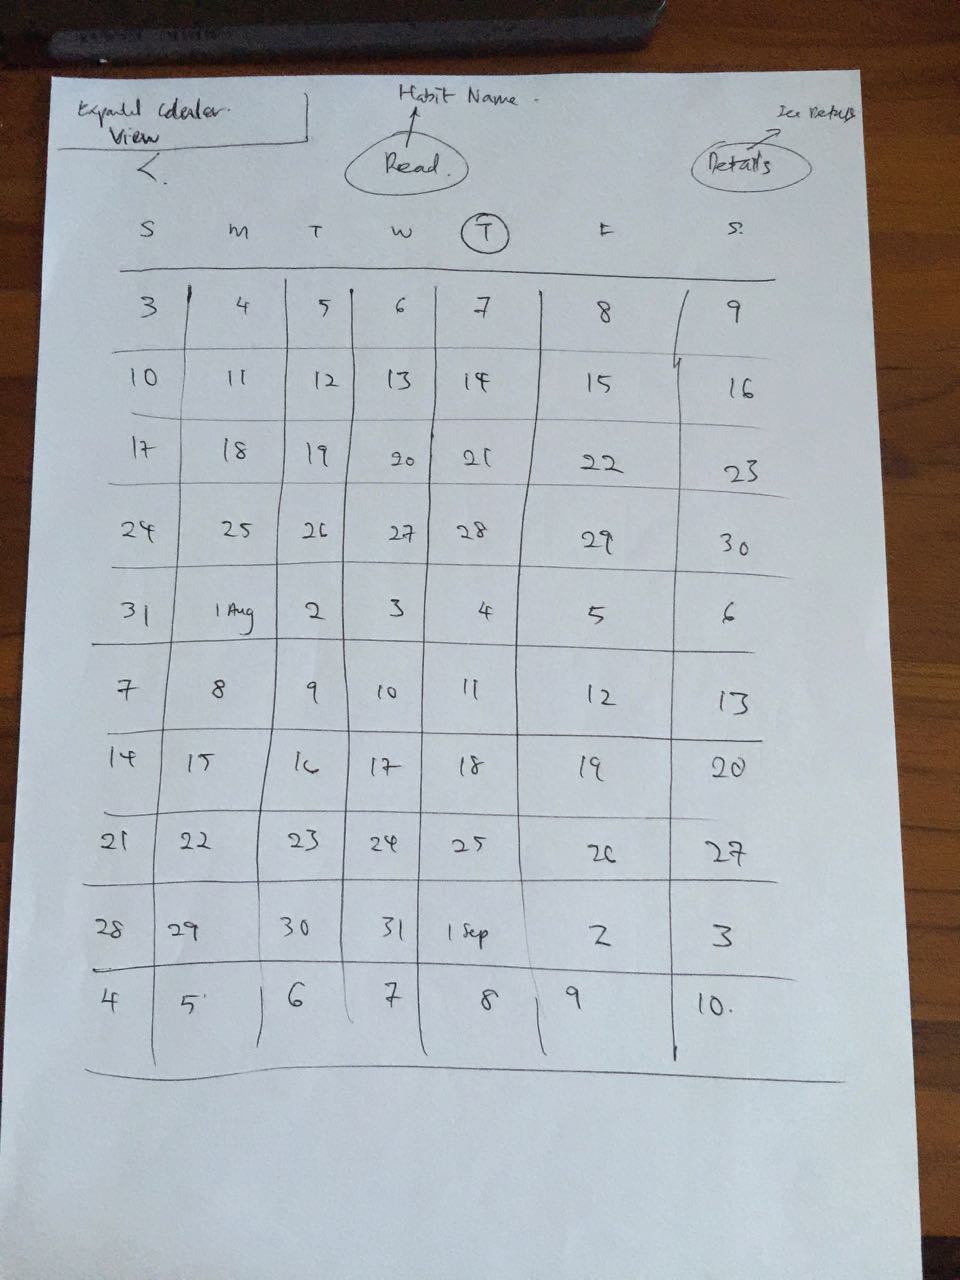 Habit Name.
View
See Details
<
Read.
Details
S M T W T F S.
3 4 5 6 7 8 9
10 11 12 13 14 15 16
17 18 19 20 21 22 23
24 25 26 27 28 29 30
31 1 Aug 2 3 4 5 6
7 8 9 10 11 12 13
14 15 16 17 18 19 20
21 22 23 24 25 26 27
28 29 30 31 1 Sep 2 3
4 5 6 7 8 9 10.